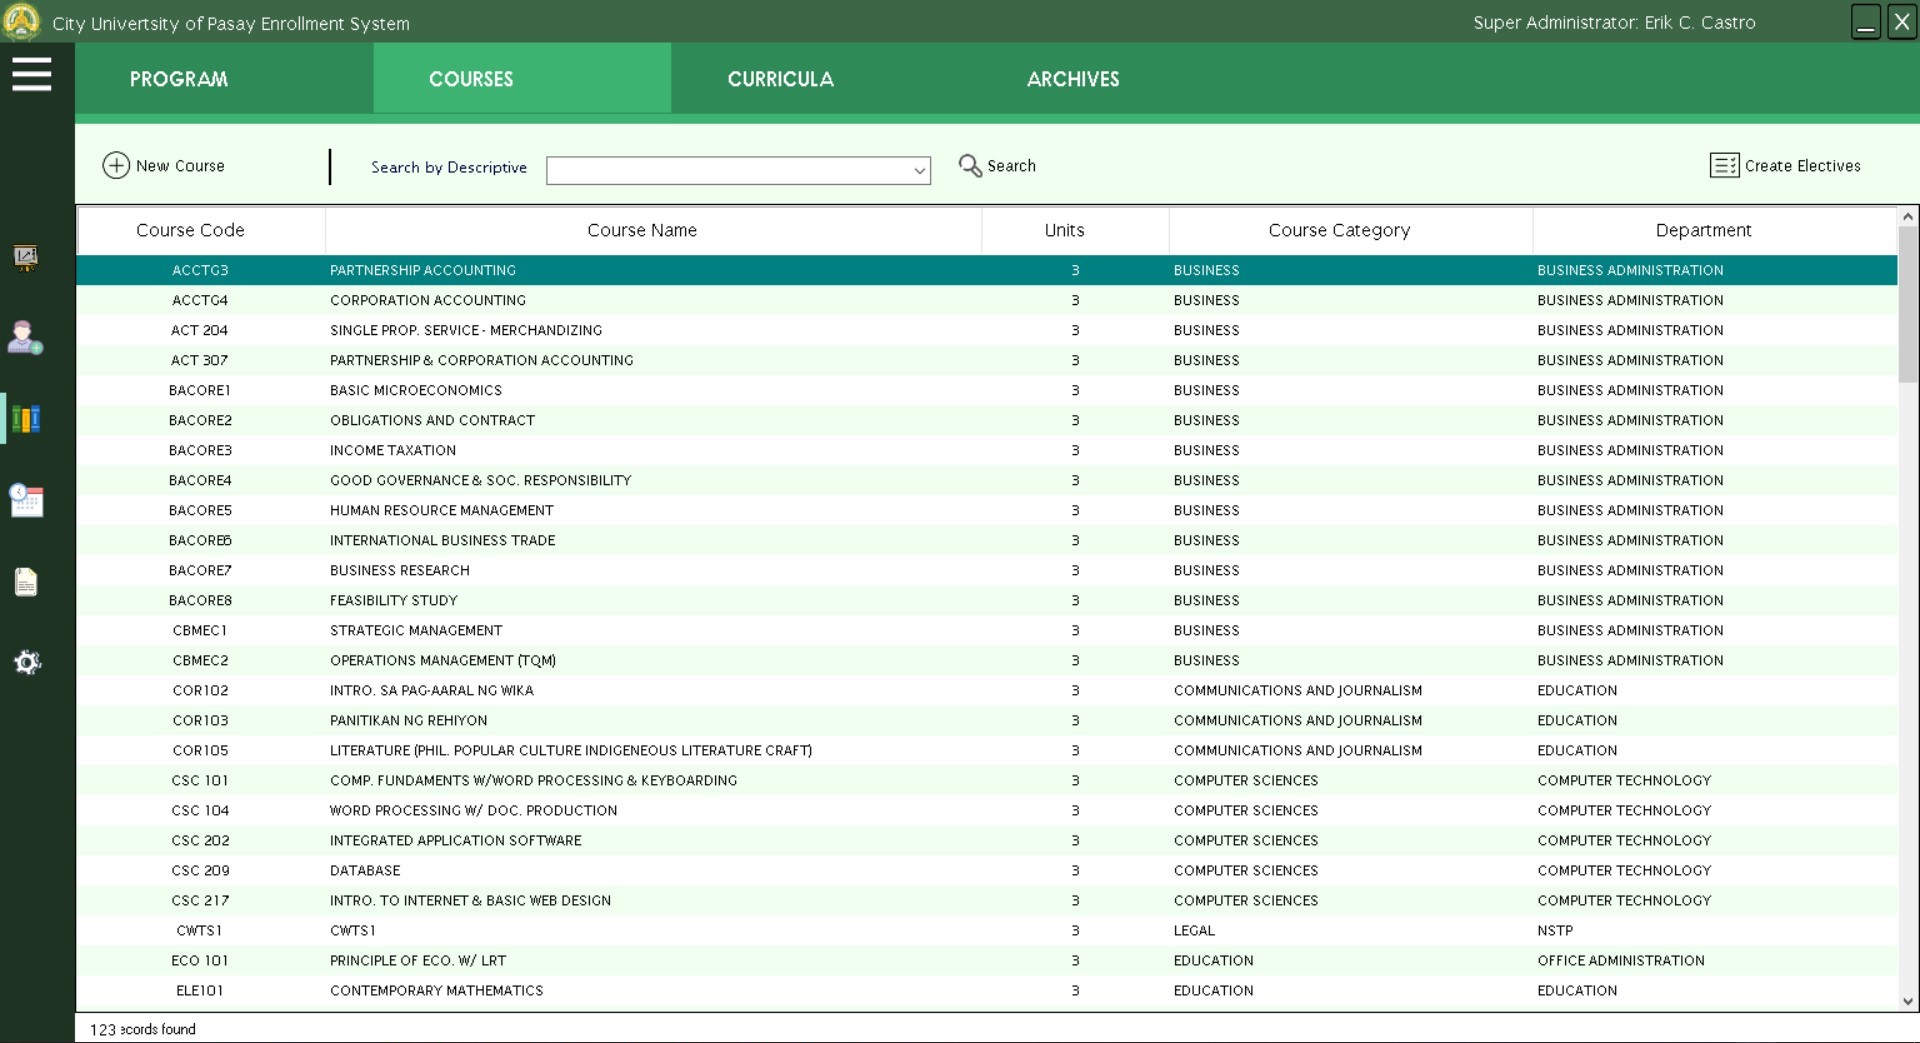 City Univertsity of Pasay Enrollment System
Super Administrator: Erik C. Castro
PROGRAM COURSES CURRICULA ARCHIVES
New Course Search by Descriptive Search Create Electives
Course Code Course Name Units Course Category Department
ACCTG3 PARTNERSHIP ACCOUNTING 3 BUSINESS BUSINESS ADMINISTRATION
ACCTG4 CORPORATION ACCOUNTING 3 BUSINESS BUSINESS ADMINISTRATION
ACT 204 SINGLE PROP. SERVICE - MERCHANDIZING 3 BUSINESS BUSINESS ADMINISTRATION
ACT 307 PARTNERSHIP & CORPORATION ACCOUNTING 3 BUSINESS BUSINESS ADMINISTRATION
BACORE1 BASIC MICROECONOMICS 3 BUSINESS BUSINESS ADMINISTRATION
BACORE2 OBLIGATIONS AND CONTRACT 3 BUSINESS BUSINESS ADMINISTRATION
BACORE3 INCOME TAXATION 3 BUSINESS BUSINESS ADMINISTRATION
BACORE4 GOOD GOVERNANCE & SOC. RESPONSIBILITY 3 BUSINESS BUSINESS ADMINISTRATION
BACORE5 HUMAN RESOURCE MANAGEMENT 3 BUSINESS BUSINESS ADMINISTRATION
BACORE6 INTERNATIONAL BUSINESS TRADE 3 BUSINESS BUSINESS ADMINISTRATION
BACORE7 BUSINESS RESEARCH 3 BUSINESS BUSINESS ADMINISTRATION
BACORE8 FEASIBILITY STUDY 3 BUSINESS BUSINESS ADMINISTRATION
CBMEC1 STRATEGIC MANAGEMENT 3 BUSINESS BUSINESS ADMINISTRATION
CBMEC2 OPERATIONS MANAGEMENT (TQM) 3 BUSINESS BUSINESS ADMINISTRATION
COR102 INTRO. SA PAG-AARAL NG WIKA 3 COMMUNICATIONS AND JOURNALISM EDUCATION
COR103 PANITIKAN NG REHIYON 3 COMMUNICATIONS AND JOURNALISM EDUCATION
COR105 LITERATURE (PHIL. POPULAR CULTURE INDIGENEOUS LITERATURE CRAFT) 3 COMMUNICATIONS AND JOURNALISM EDUCATION
CSC 101 COMP. FUNDAMENTS W/WORD PROCESSING & KEYBOARDING 3 COMPUTER SCIENCES COMPUTER TECHNOLOGY
CSC 104 WORD PROCESSING W/ DOC. PRODUCTION 3 COMPUTER SCIENCES COMPUTER TECHNOLOGY
CSC 202 INTEGRATED APPLICATION SOFTWARE 3 COMPUTER SCIENCES COMPUTER TECHNOLOGY
CSC 209 DATABASE 3 COMPUTER SCIENCES COMPUTER TECHNOLOGY
CSC 217 INTRO. TO INTERNET & BASIC WEB DESIGN 3 COMPUTER SCIENCES COMPUTER TECHNOLOGY
CWTS1 CWTS1 3 LEGAL NSTP
ECO 101 PRINCIPLE OF ECO. W/ LRT 3 EDUCATION OFFICE ADMINISTRATION
ELE101 CONTEMPORARY MATHEMATICS 3 EDUCATION EDUCATION
123 ecords found